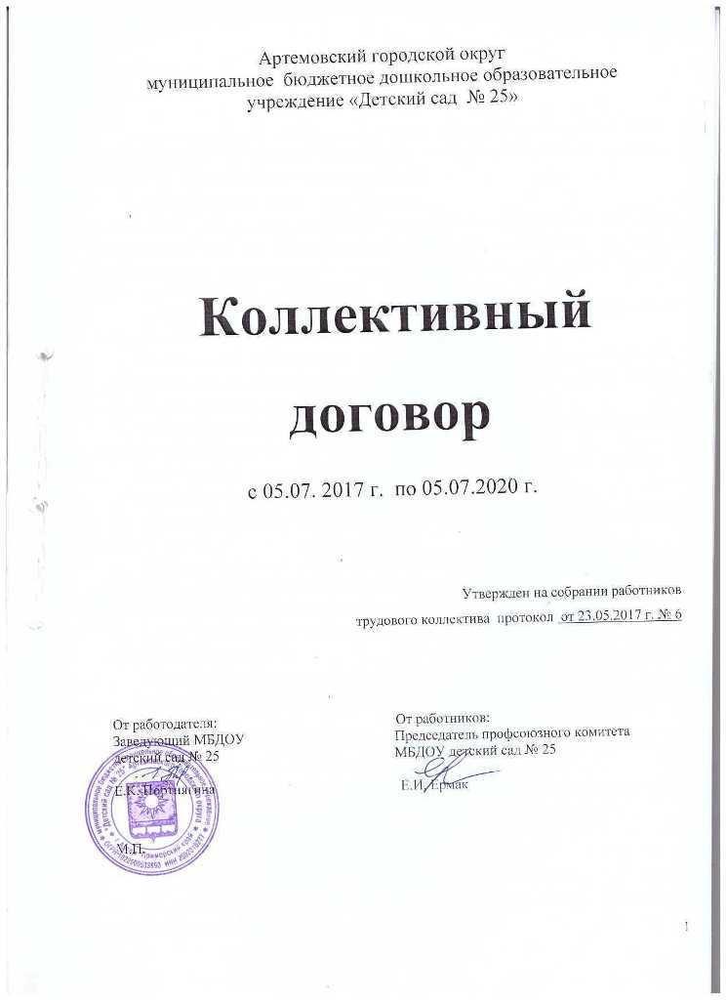 Артемовский городской округ
муниципальное бюджетное дошкольное образовательное
учреждение «Детский сад № 25»
Коллективный
договор
с 05.07. 2017 г. по 05.07.2020 г.
Утвержден на собрании работников
трудового коллектива протокол от 23.05.2017 г. № 6
От работодателя:
Заведующий МБДОУ
детский сад № 25
Е.К. Портнягина
М.П.
От работников:
Председатель профсоюзного комитета
МБДОУ детский сад № 25
Е.И. Ермак
1